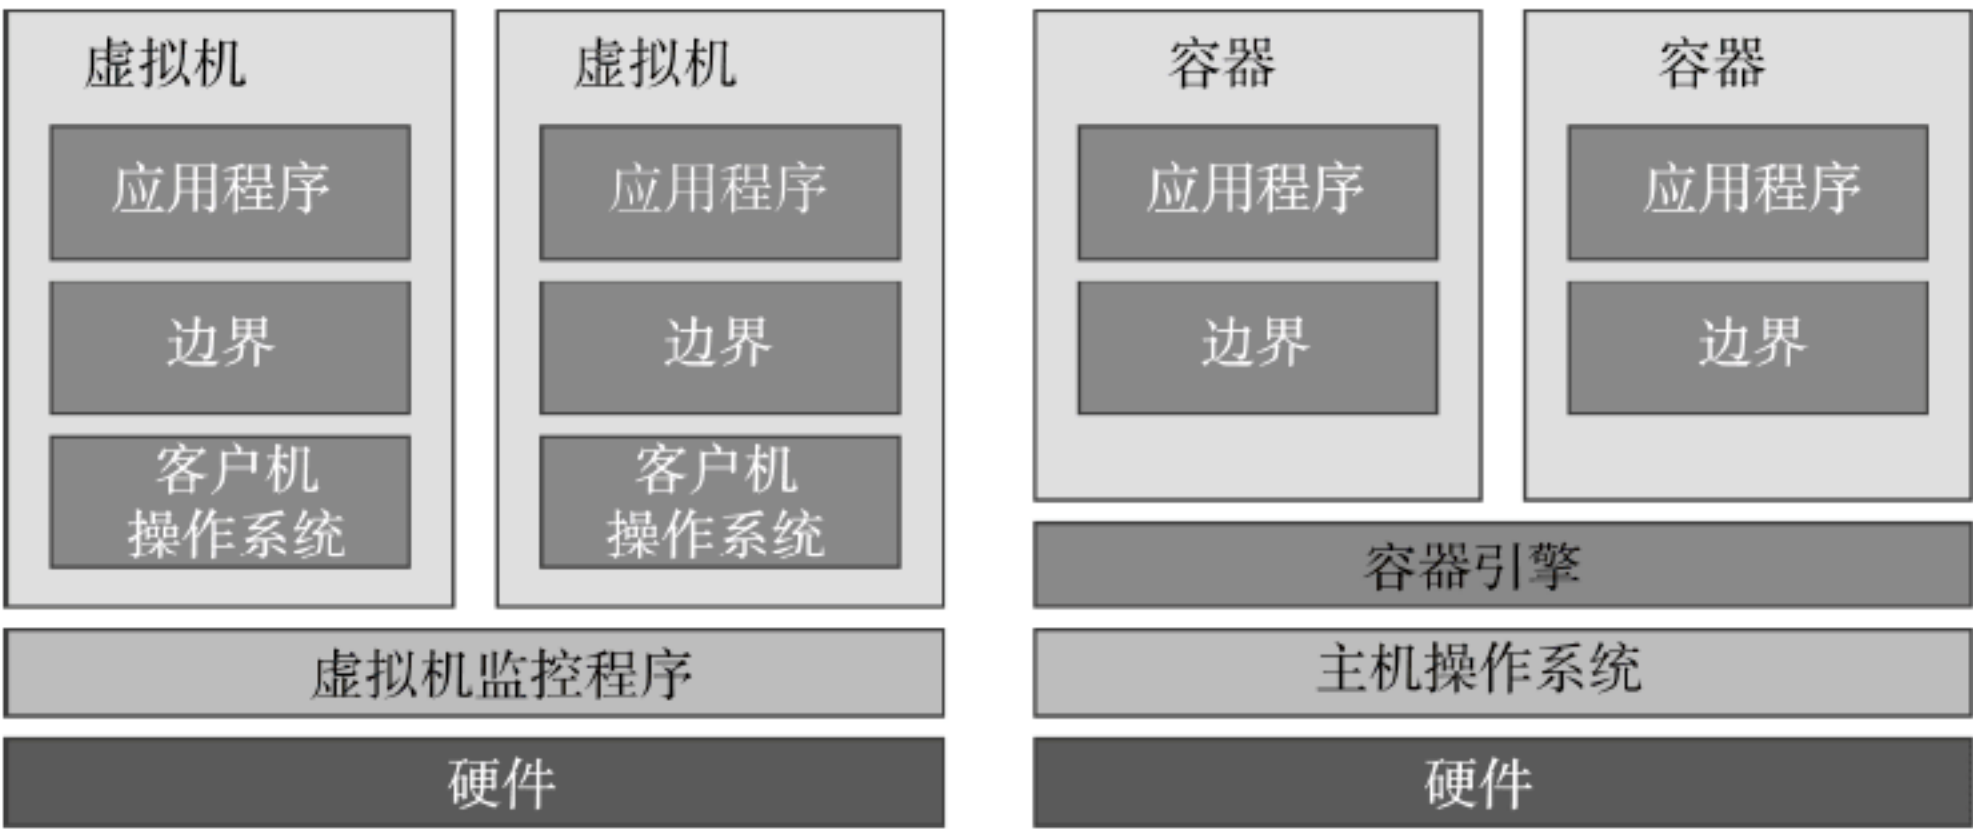 虚拟机
应用程序
边界
客户机
操作系统
虚拟机
应用程序
边界
客户机
操作系统
虚拟机监控程序
硬件
容器
应用程序
边界
容器
应用程序
边界
容器引擎
主机操作系统
硬件